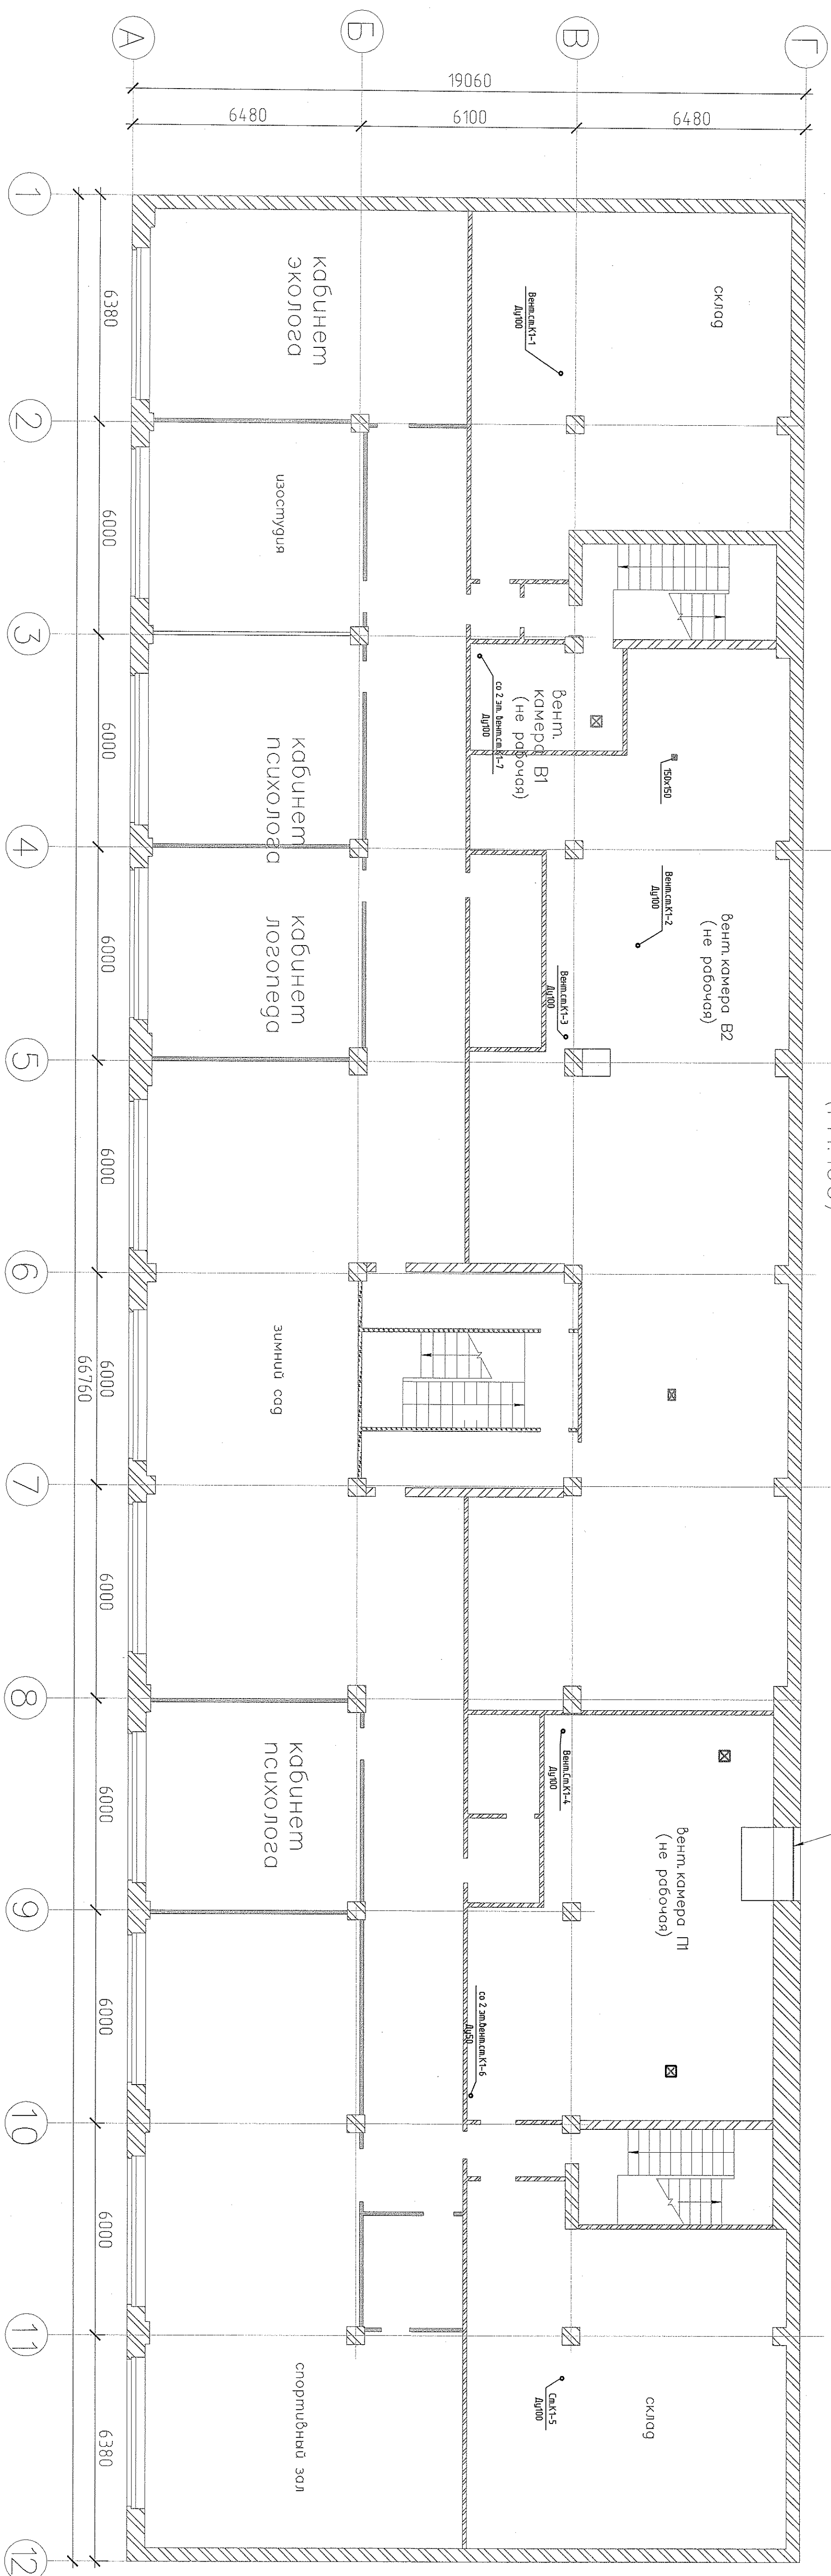 А
Б
В
Г
19060
6480
6100
6480
1
2
3
4
5
6
7
8
9
10
11
12
6380
6000
6000
6000
6000
6000
6000
6000
6000
6000
6380
66760
кабинет
эколога
склад
Вент.ст.К1-1
Ду100
изостудия
вент.
камера В1
(не рабочая)
со 2 эт. вент.ст.К1-7
Ду100
150х150
кабинет
психолога
кабинет
логопеда
Вент.ст.К1-2
Ду100
вент.камера В2
(не рабочая)
Вент.ст.К1-3
Ду100
зимний сад
кабинет
психолога
Вент.Ст.К1-4
Ду100
вент.камера П1
(не рабочая)
со 2 эт.вент.ст.К1-6
Ду50
спортивный зал
Ст.К1-5
Ду100
склад